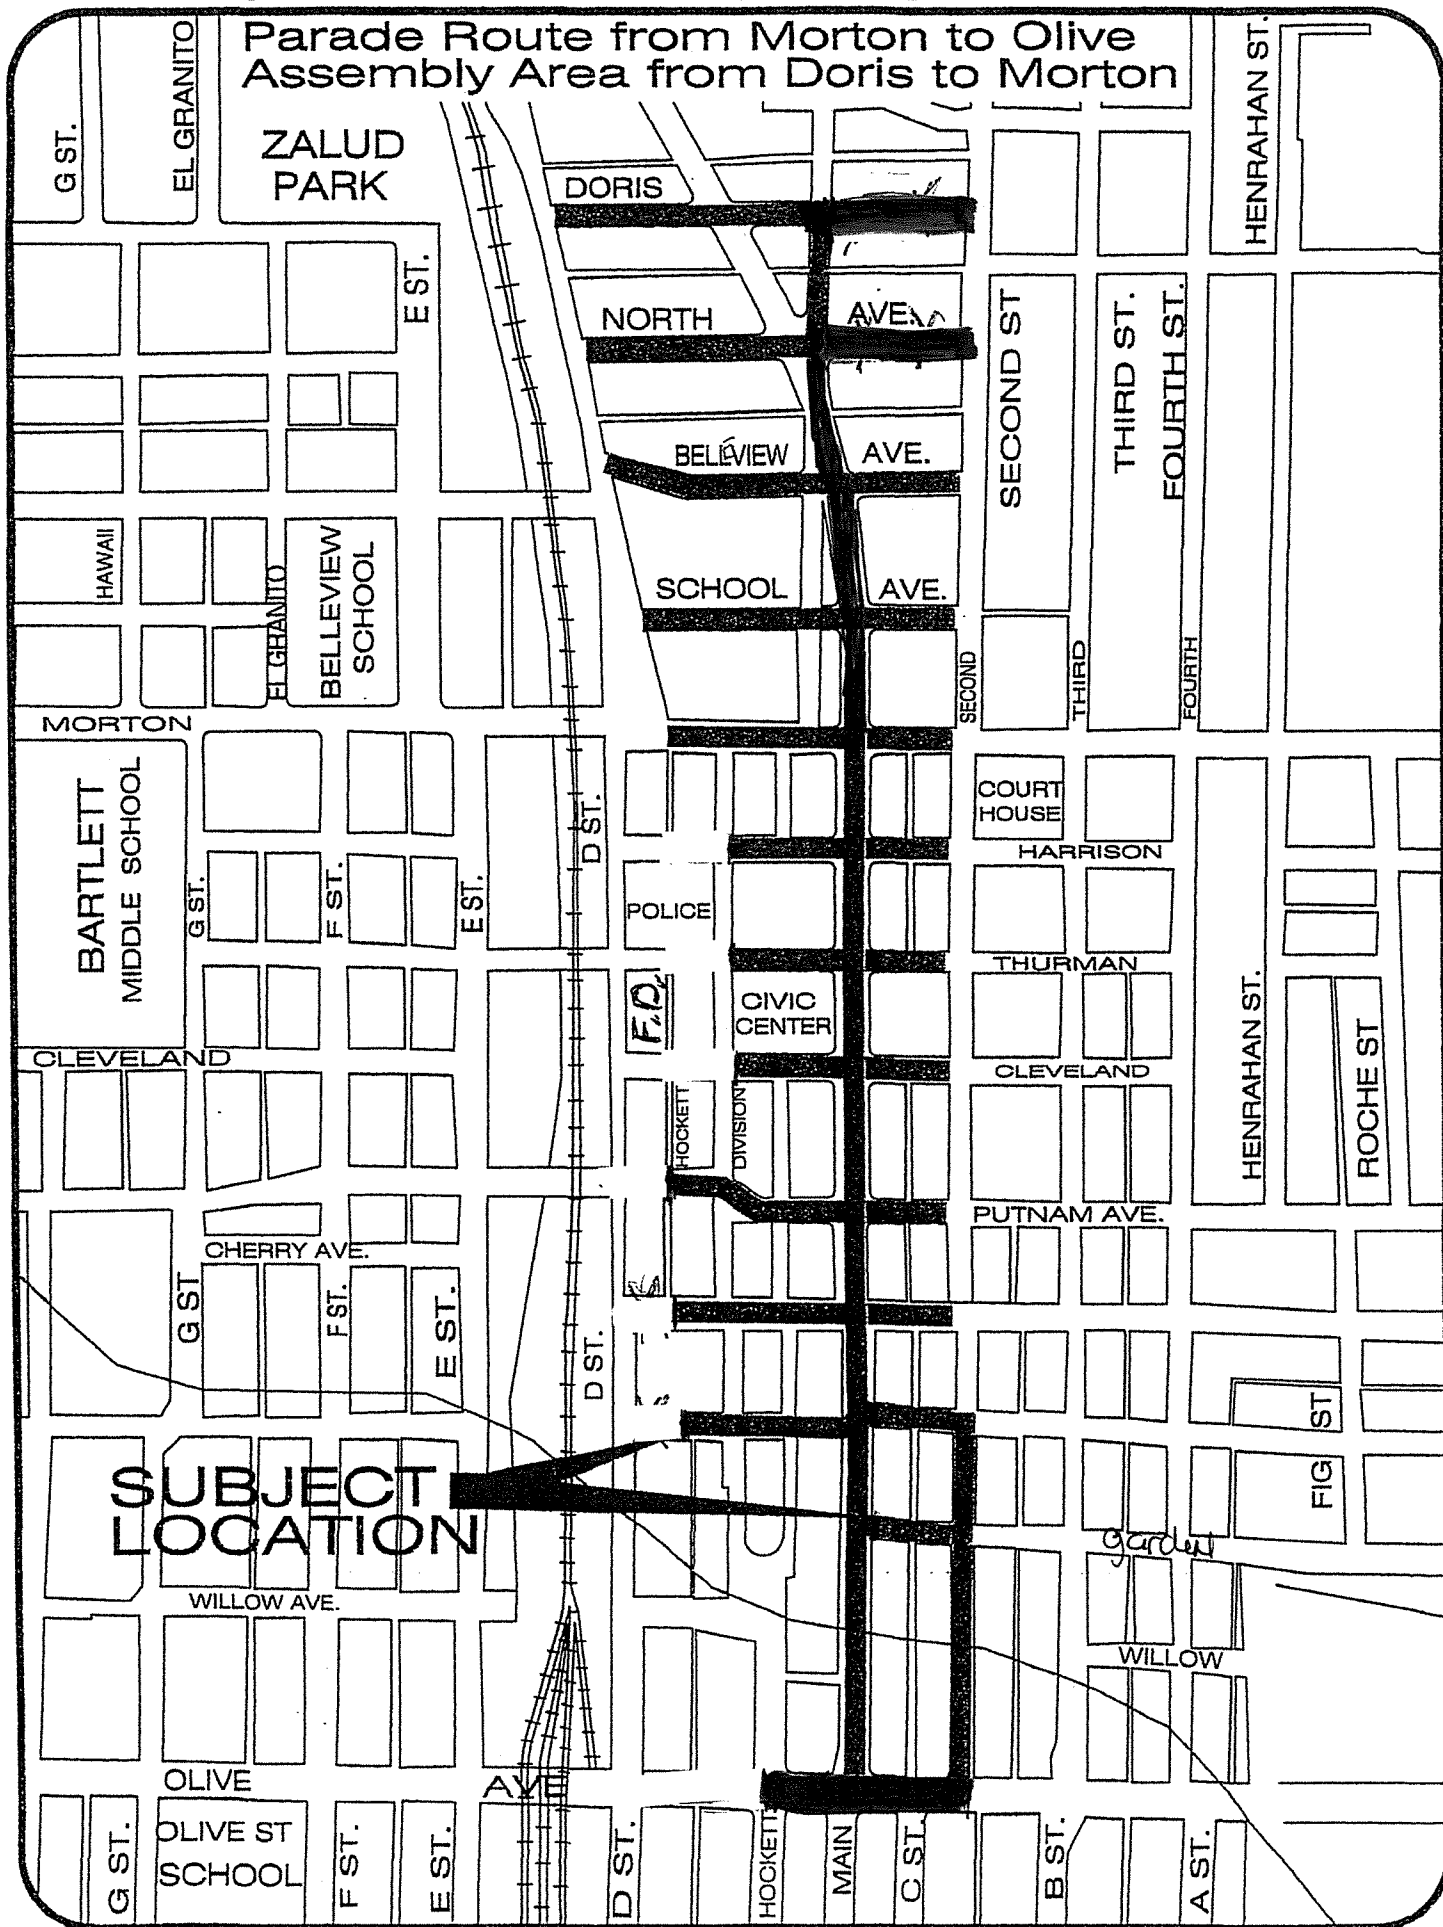 Parade Route from Morton to Olive
Assembly Area from Doris to Morton
G ST.
EL GRANITO
ZALUD
PARK
HENRAHAN ST.
DORIS
E ST.
NORTH
AVE.
SECOND ST
THIRD ST.
FOURTH ST.
BELLEVIEW
AVE.
HAWAII
EL GRANITO
BELLEVIEW
SCHOOL
SCHOOL
AVE.
SECOND
THIRD
FOURTH
MORTON
BARTLETT
MIDDLE SCHOOL
D ST.
COURT
HOUSE
HARRISON
G ST.
F ST.
E ST.
POLICE
THURMAN
F.D.
CIVIC
CENTER
HENRAHAN ST.
ROCHE ST
CLEVELAND
CLEVELAND
HOCKETT
DIVISION
PUTNAM AVE.
CHERRY AVE.
G ST
F ST.
E ST.
D ST.
FIG ST
SUBJECT
LOCATION
garden
WILLOW AVE.
WILLOW
OLIVE
AVE
OLIVE ST
SCHOOL
G ST.
F ST.
E ST.
D ST.
HOCKETT
MAIN
C ST.
B ST.
A ST.